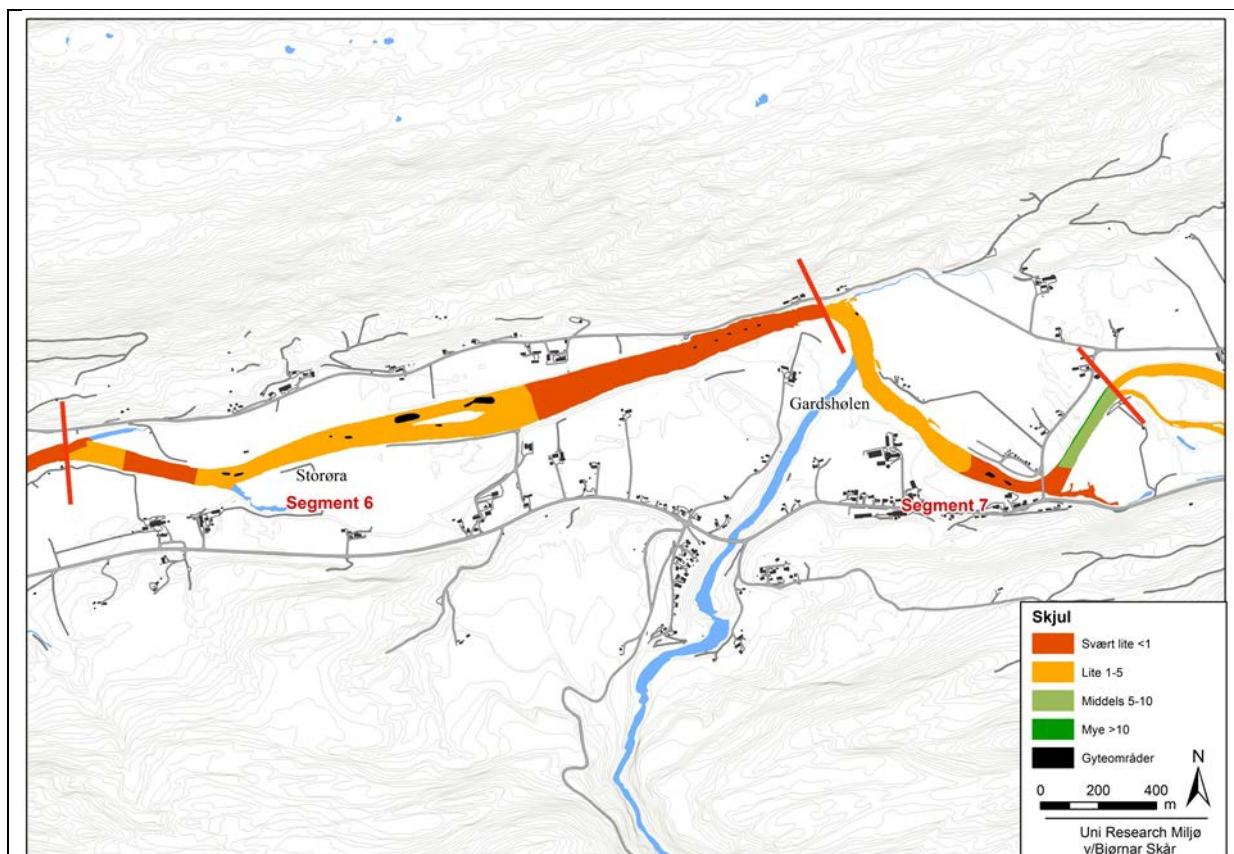 Storøra
Segment 6
Gardshølen
Segment 7
Skjul
Svært lite <1
Lite 1-5
Middels 5-10
Mye >10
Gyteområder
N
0 200 400
m
Uni Research Miljø
v/Bjørnar Skår